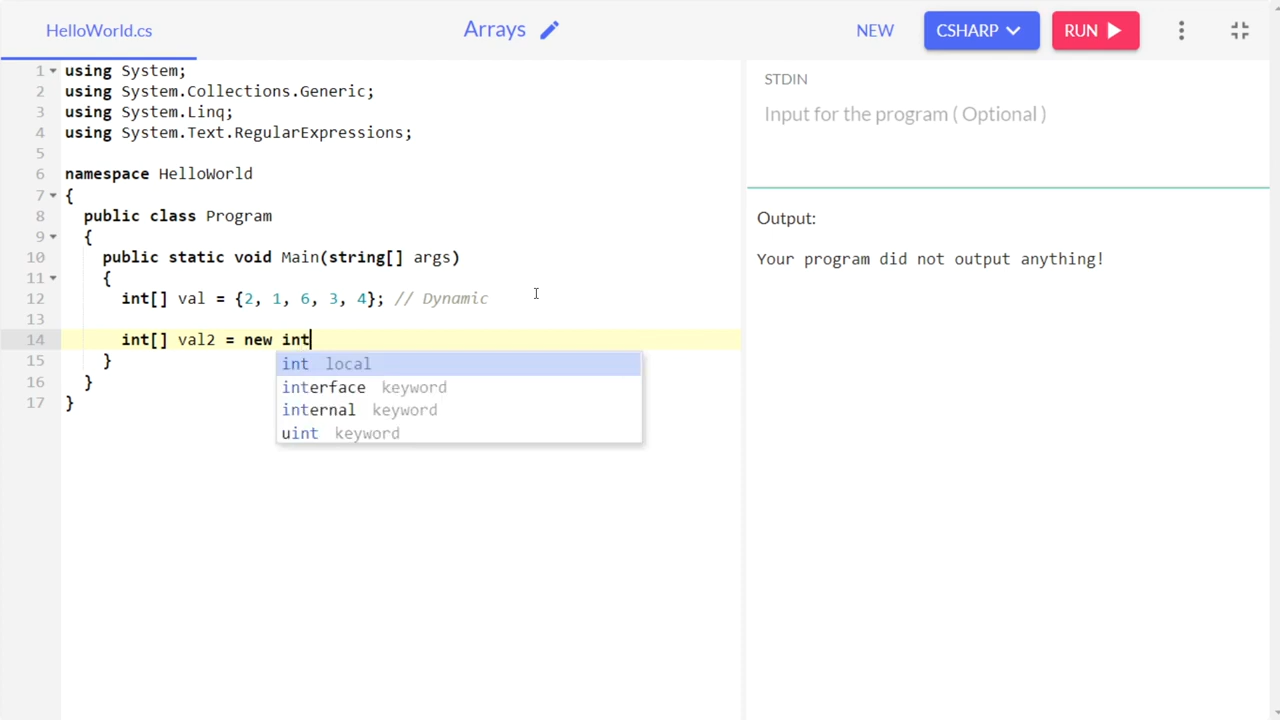 HelloWorld.cs
Arrays
NEW
CSHARP
RUN
1 using System;
2 using System.Collections.Generic;
3 using System.Linq;
4 using System.Text.RegularExpressions;
5
6 namespace HelloWorld
7 {
8 public class Program
9 {
10 public static void Main(string[] args)
11 {
12 int[] val = {2, 1, 6, 3, 4}; // Dynamic
13
14 int[] val2 = new int
15 }
16 }
17 }
int local
interface keyword
internal keyword
uint keyword
STDIN
Input for the program ( Optional )
Output:
Your program did not output anything!